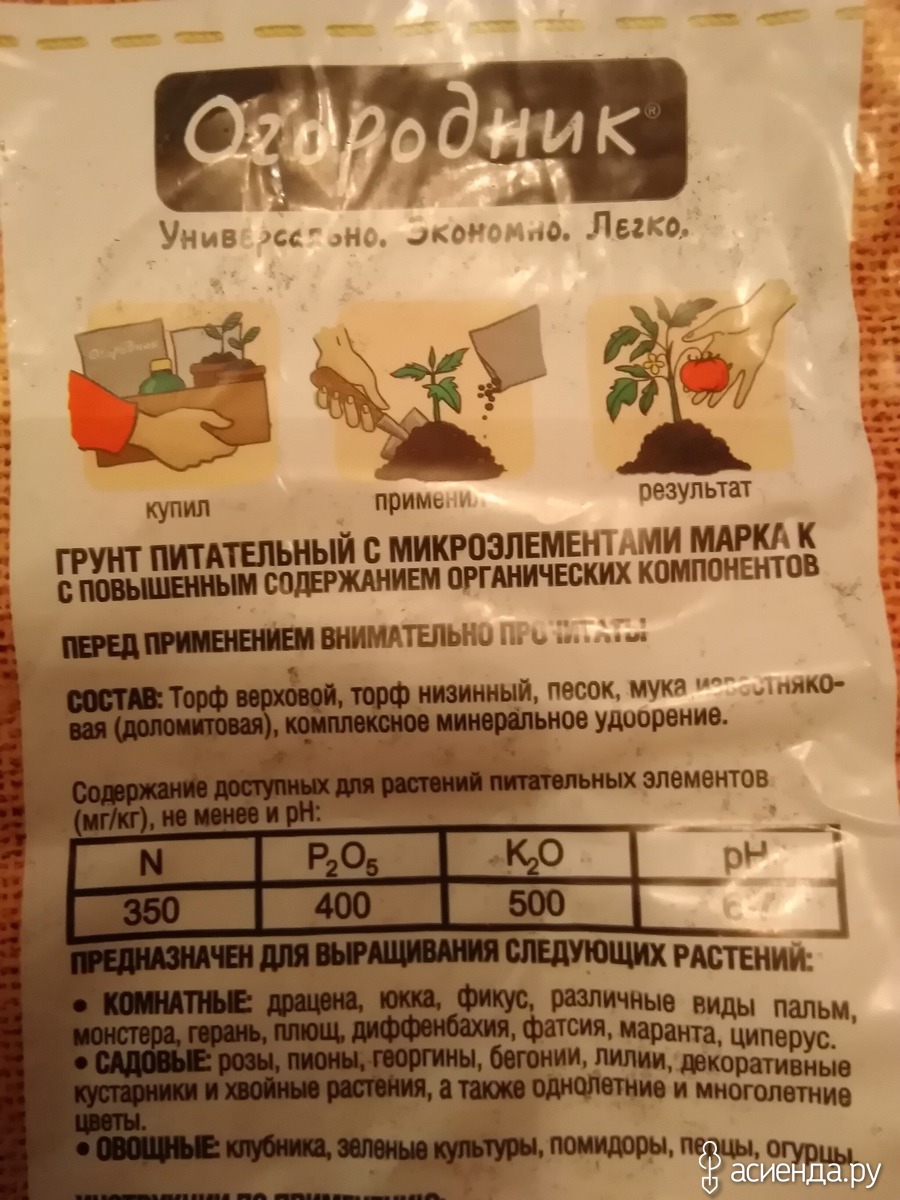 Огородник®
Универсально. Экономно. Легко.
Огородник
купил
применил
результат
ГРУНТ ПИТАТЕЛЬНЫЙ С МИКРОЭЛЕМЕНТАМИ МАРКА К
С ПОВЫШЕННЫМ СОДЕРЖАНИЕМ ОРГАНИЧЕСКИХ КОМПОНЕНТОВ
ПЕРЕД ПРИМЕНЕНИЕМ ВНИМАТЕЛЬНО ПРОЧИТАТЬ!
СОСТАВ: Торф верховой, торф низинный, песок, мука известняко-
вая (доломитовая), комплексное минеральное удобрение.
Содержание доступных для растений питательных элементов
(мг/кг), не менее и pH:
N P₂O₅ K₂O pH
350 400 500
ПРЕДНАЗНАЧЕН ДЛЯ ВЫРАЩИВАНИЯ СЛЕДУЮЩИХ РАСТЕНИЙ:
• КОМНАТНЫЕ: драцена, юкка, фикус, различные виды пальм,
монстера, герань, плющ, диффенбахия, фатсия, маранта, циперус.
• САДОВЫЕ: розы, пионы, георгины, бегонии, лилии, декоративные
кустарники и хвойные растения, а также однолетние и многолетние
цветы.
• ОВОЩНЫЕ: клубника, зеленые культуры, помидоры, перцы, огурцы
ИНСТРУКЦИИ ПО ПРИМЕНЕНИЮ:
асиенда.ру